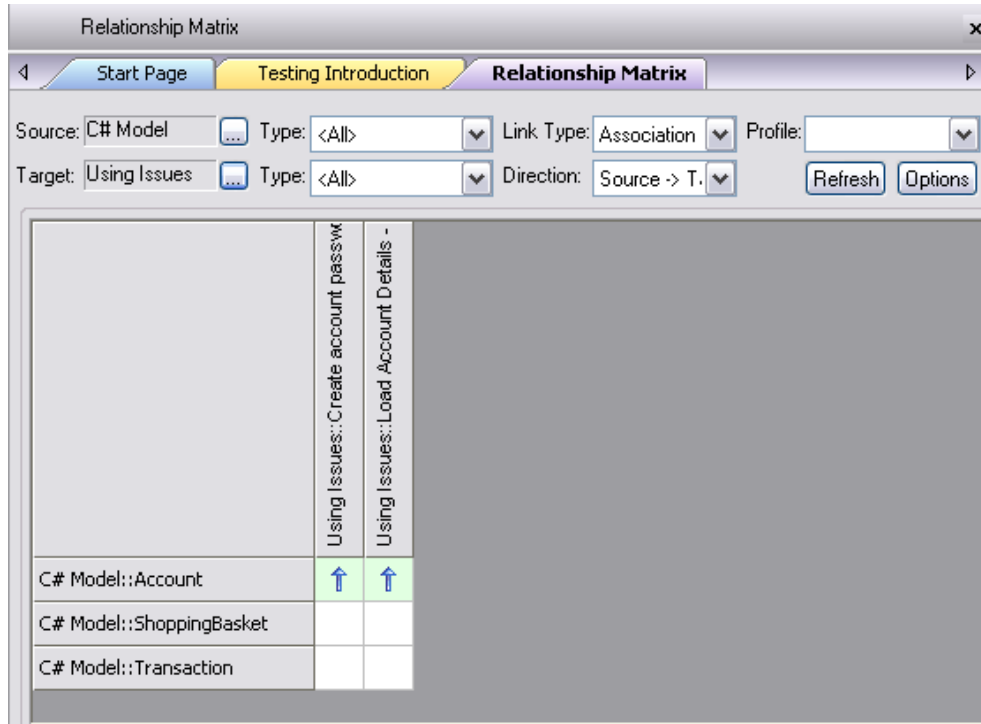 Relationship Matrix
Start Page Testing Introduction Relationship Matrix
Source: C# Model ... Type: <All> Link Type: Association Profile:
Target: Using Issues ... Type: <All> Direction: Source -> T. Refresh Options
Using Issues::Create account passw
Using Issues::Load Account Details -
C# Model::Account
C# Model::ShoppingBasket
C# Model::Transaction